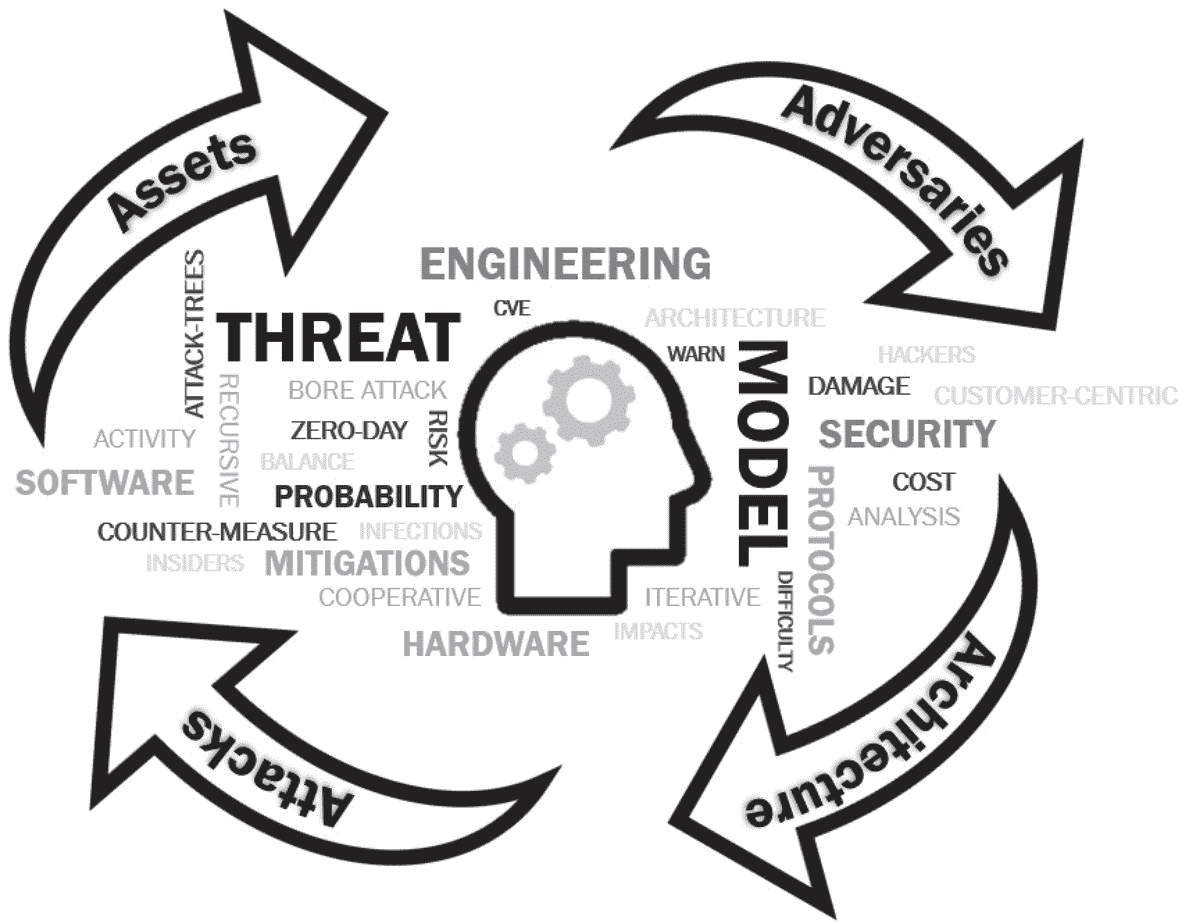 Assets
Adversaries
ENGINEERING
ATTACK-TREES
CVE
THREAT
ARCHITECTURE
WARN
MODEL
HACKERS
RECURSIVE
BORE ATTACK
DAMAGE
CUSTOMER-CENTRIC
RISK
ZERO-DAY
ACTIVITY
SECURITY
BALANCE
SOFTWARE
PROBABILITY
PROTOCOLS
COST
ANALYSIS
COUNTER-MEASURE
INFECTIONS
INSIDERS
MITIGATIONS
DIFFICULTY
COOPERATIVE
ITERATIVE
HARDWARE
IMPACTS
Architecture
Attacks